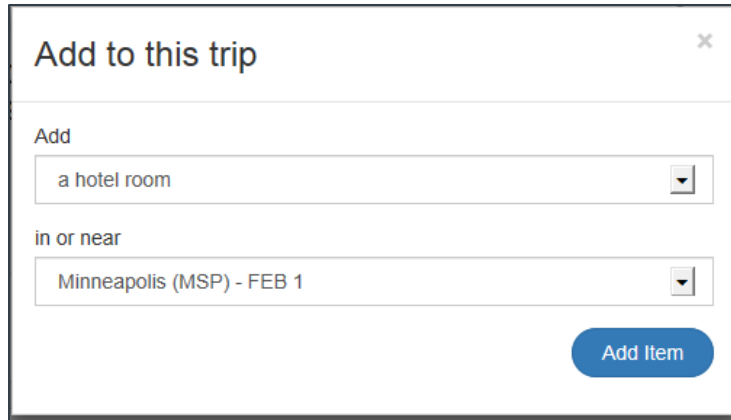 Add to this trip
×
Add
a hotel room
in or near
Minneapolis (MSP) - FEB 1
Add Item